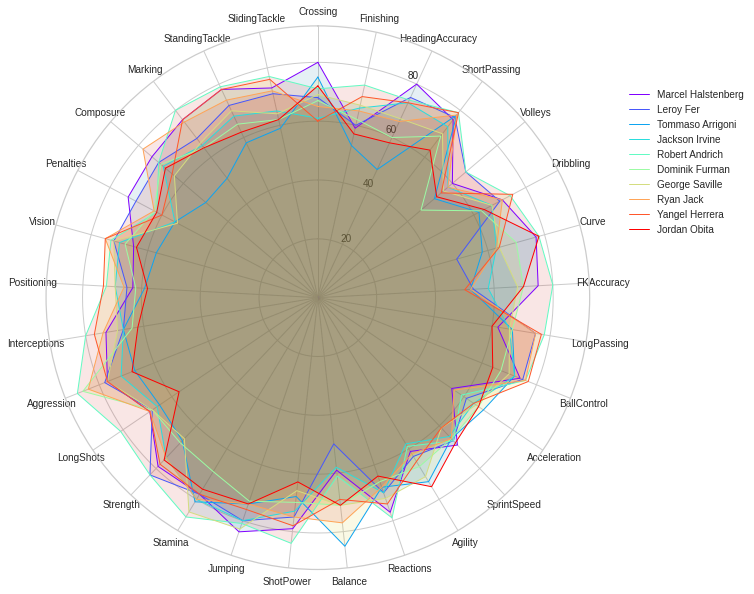 Crossing
SlidingTackle
Finishing
StandingTackle
HeadingAccuracy
Marking
ShortPassing
Composure
Volleys
Penalties
Dribbling
Vision
Curve
Positioning
FKAccuracy
Interceptions
LongPassing
Aggression
BallControl
LongShots
Acceleration
Strength
SprintSpeed
Stamina
Agility
Jumping
Reactions
ShotPower
Balance
80
60
40
20
Marcel Halstenberg
Leroy Fer
Tommaso Arrigoni
Jackson Irvine
Robert Andrich
Dominic Furman
George Saville
Ryan Jack
Yangel Herrera
Jordan Obita